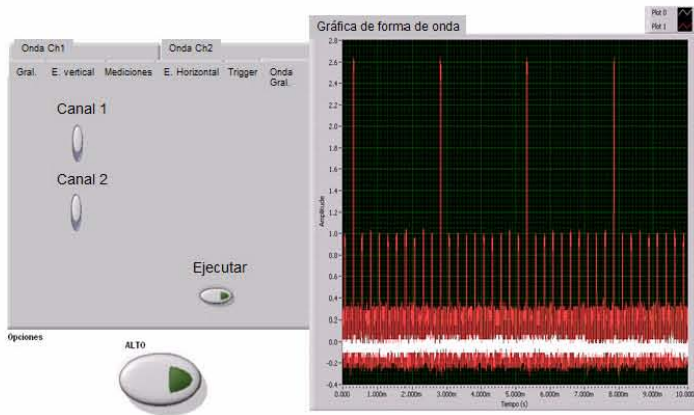 Onda Ch1
Onda Ch2
Gral.
E. vertical
Mediciones
E. Horizontal
Trigger
Onda Gral.
Canal 1
Canal 2
Ejecutar
Opciones
ALTO
Gráfica de forma de onda
Plot 0
Plot 1
Amplitude
2.8
2.6
2.4
2.2
2.0
1.8
1.6
1.4
1.2
1.0
0.8
0.6
0.4
0.2
0.0
-0.2
-0.4
0.000
1.000m
2.000m
3.000m
4.000m
5.000m
6.000m
7.000m
8.000m
9.000m
Tempo (s)